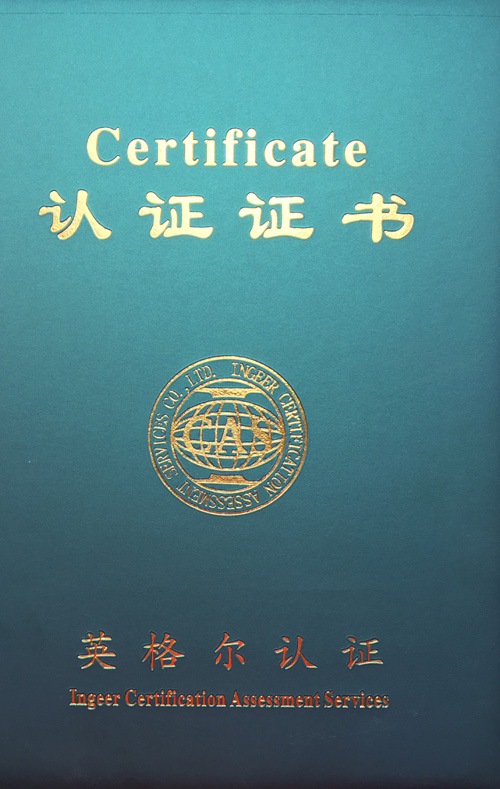 Certificate
认证证书
INGEER CERTIFICATION ASSESSMENT SERVICES CO.,LTD.
ICAS
英格尔认证
Ingeer Certification Assessment Services